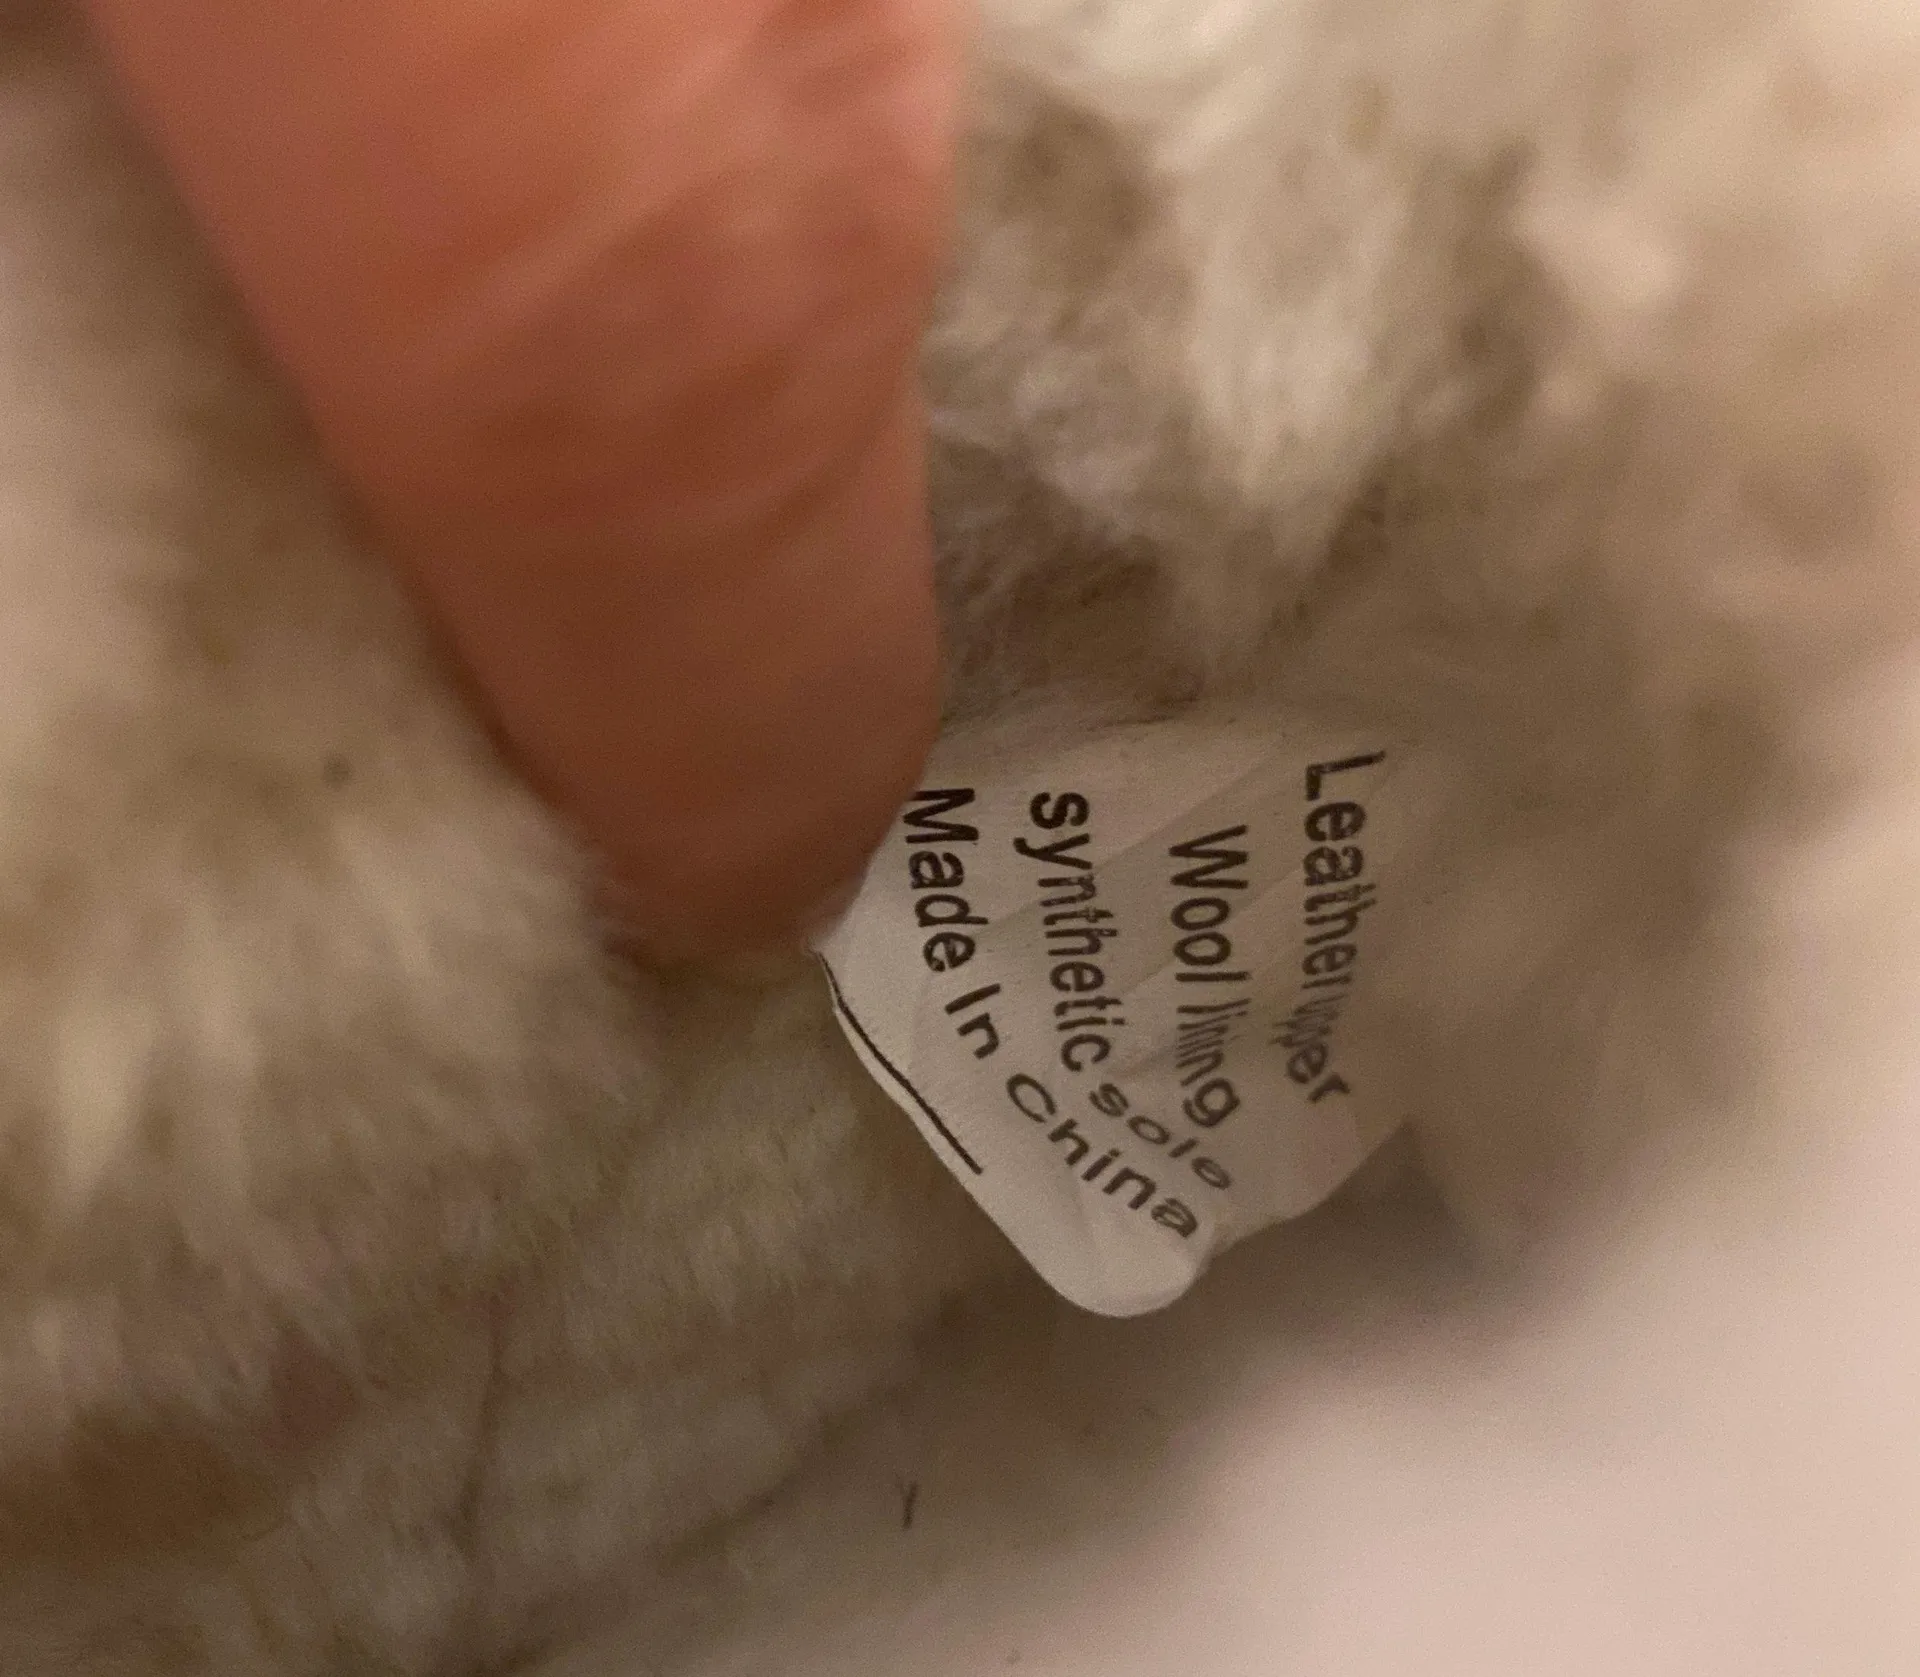 Leather upper
Wool lining
synthetic sole
Made In China